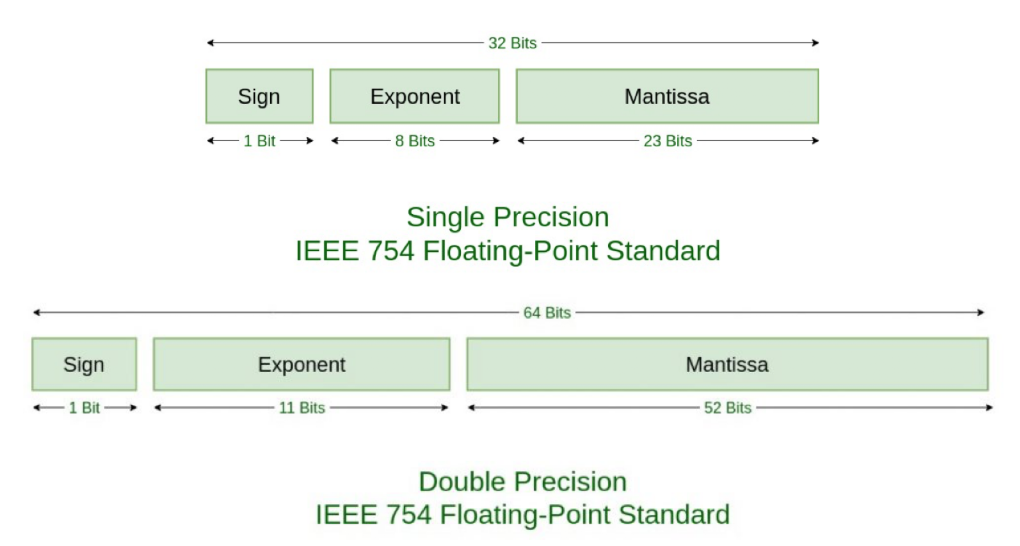 32 Bits
Sign Exponent Mantissa
1 Bit 8 Bits 23 Bits
Single Precision
IEEE 754 Floating-Point Standard
64 Bits
Sign Exponent Mantissa
1 Bit 11 Bits 52 Bits
Double Precision
IEEE 754 Floating-Point Standard